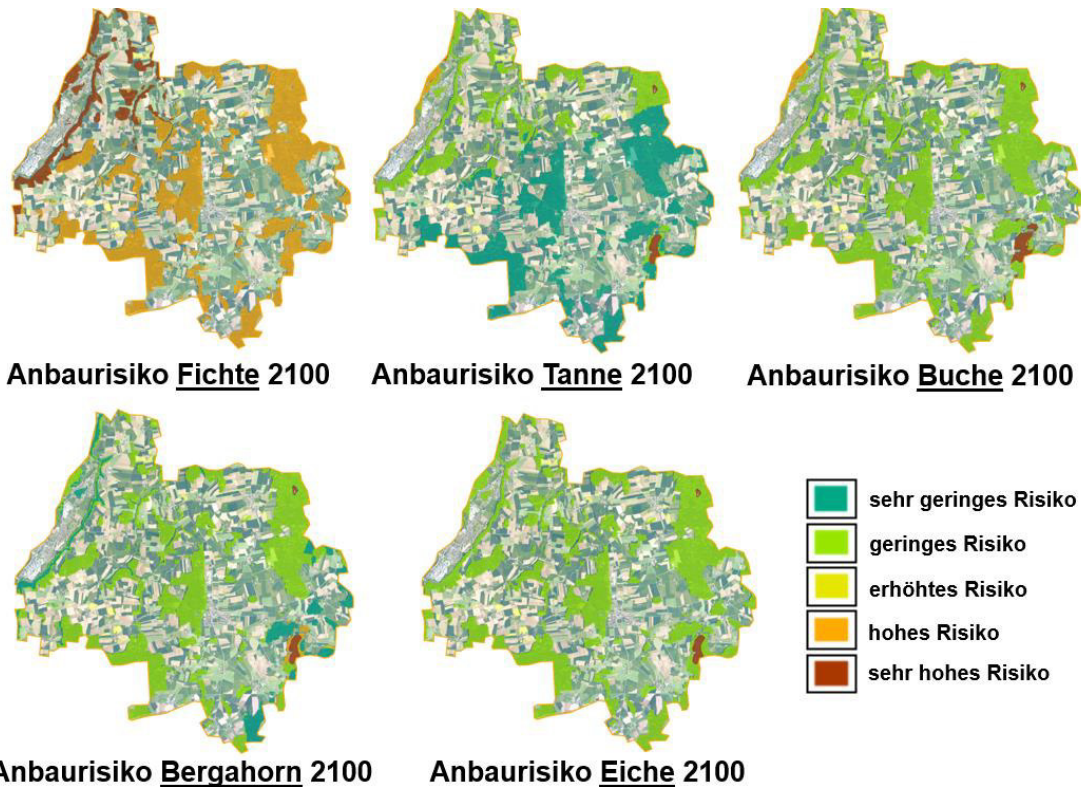 Anbaurisiko Fichte 2100
Anbaurisiko Tanne 2100
Anbaurisiko Buche 2100
Anbaurisiko Bergahorn 2100
Anbaurisiko Eiche 2100
sehr geringes Risiko
geringes Risiko
erhöhtes Risiko
hohes Risiko
sehr hohes Risiko